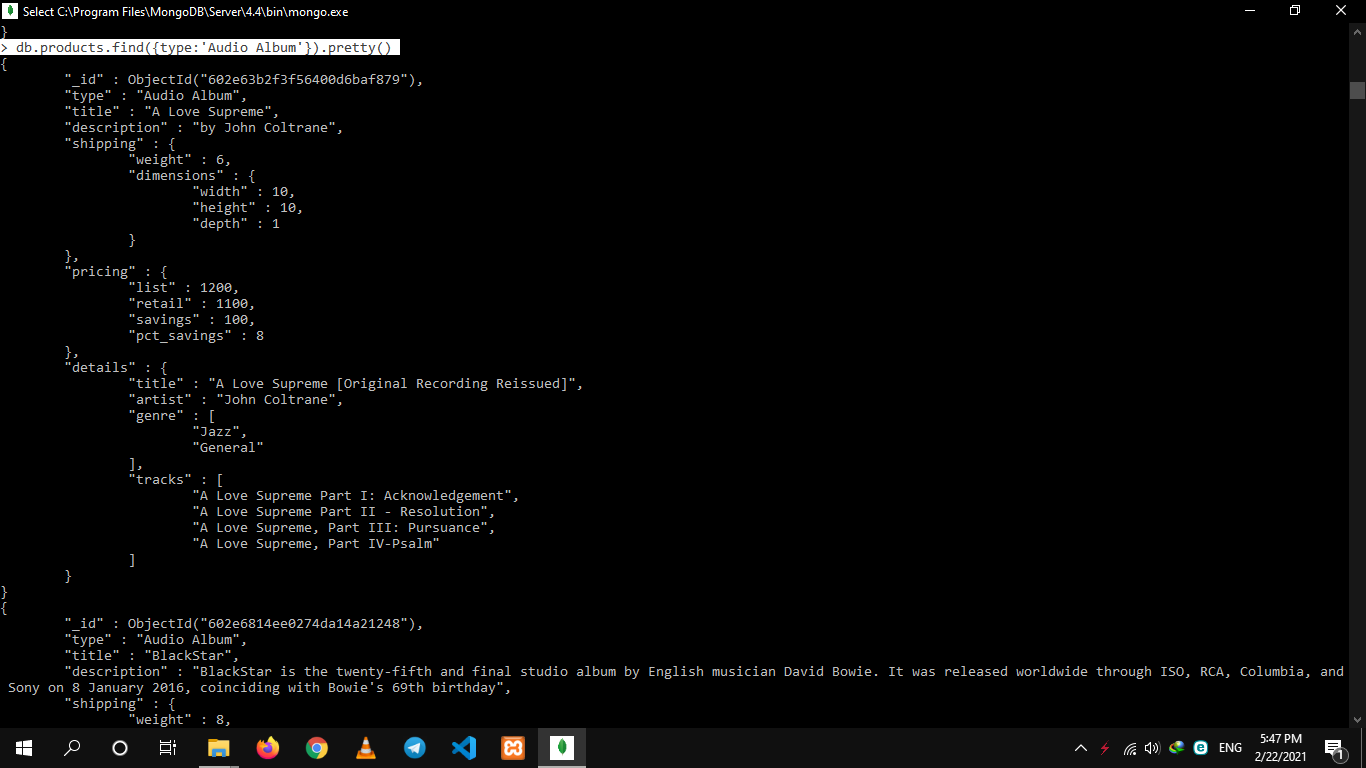 Select C:\Program Files\MongoDB\Server\4.4\bin\mongo.exe
}
> db.products.find({type:'Audio Album'}).pretty()
{
        "_id" : ObjectId("602e63b2f3f56400d6baf879"),
        "type" : "Audio Album",
        "title" : "A Love Supreme",
        "description" : "by John Coltrane",
        "shipping" : {
                "weight" : 6,
                "dimensions" : {
                        "width" : 10,
                        "height" : 10,
                        "depth" : 1
                }
        },
        "pricing" : {
                "list" : 1200,
                "retail" : 1100,
                "savings" : 100,
                "pct_savings" : 8
        },
        "details" : {
                "title" : "A Love Supreme [Original Recording Reissued]",
                "artist" : "John Coltrane",
                "genre" : [
                        "Jazz",
                        "General"
                ],
                "tracks" : [
                        "A Love Supreme Part I: Acknowledgement",
                        "A Love Supreme Part II - Resolution",
                        "A Love Supreme, Part III: Pursuance",
                        "A Love Supreme, Part IV-Psalm"
                ]
        }
}
{
        "_id" : ObjectId("602e6814ee0274da14a21248"),
        "type" : "Audio Album",
        "title" : "BlackStar",
        "description" : "BlackStar is the twenty-fifth and final studio album by English musician David Bowie. It was released worldwide through ISO, RCA, Columbia, and
 Sony on 8 January 2016, coinciding with Bowie's 69th birthday",
        "shipping" : {
                "weight" : 8,
ENG
5:47 PM
2/22/2021
1